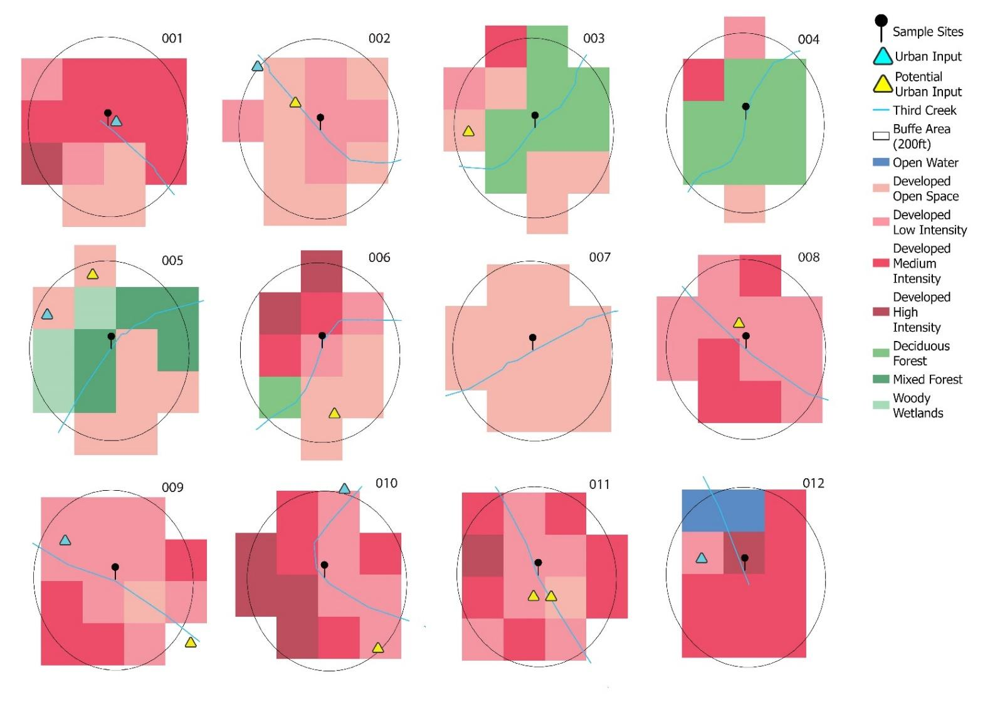 001
002
003
004
005
006
007
008
009
010
011
012
Sample Sites
Urban Input
Potential
Urban Input
Third Creek
Buffe Area
(200ft)
Open Water
Developed
Open Space
Developed
Low Intensity
Developed
Medium
Intensity
Developed
High
Intensity
Deciduous
Forest
Mixed Forest
Woody
Wetlands